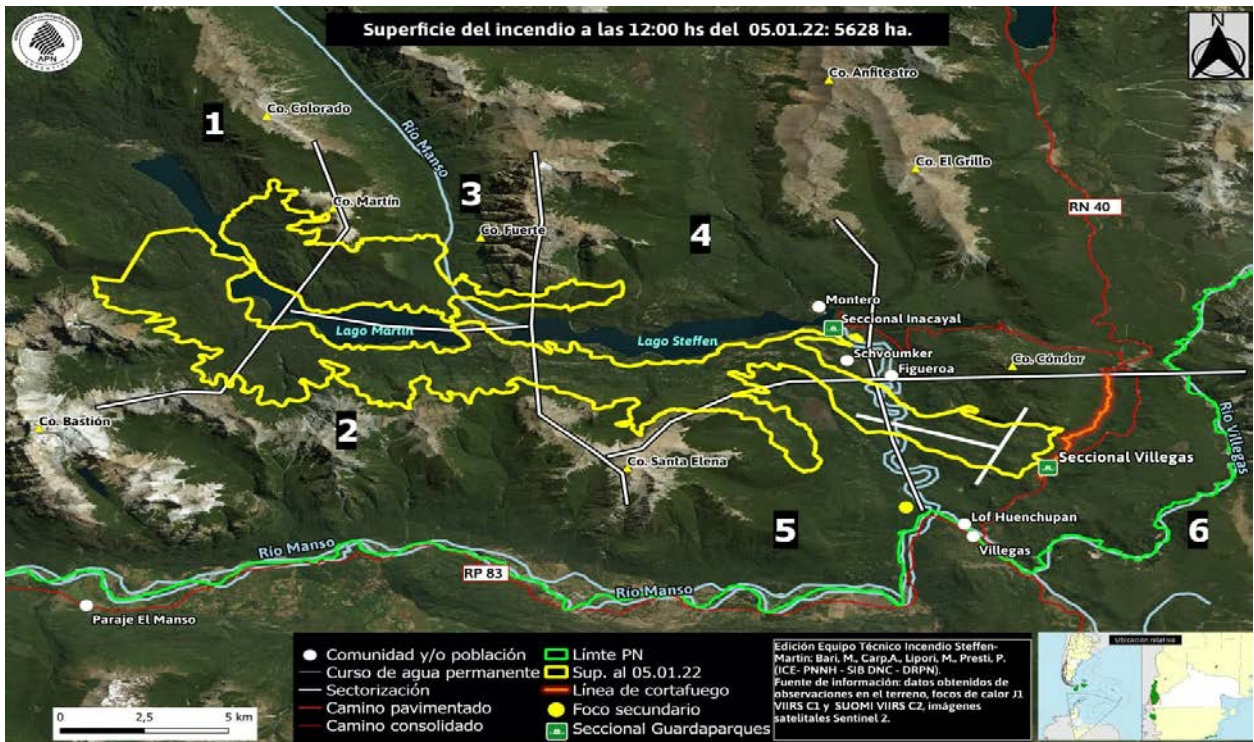 Superficie del incendio a las 12:00 hs del 05.01.22: 5628 ha.
N
APN
ARGENTINA
Co. Anfiteatro
Co. Colorado
1
Río Manso
3
Co. El Grillo
RN 40
Co. Martín
Co. Fuerte
4
Montero
Seccional Inacayal
Lago Martín
Lago Steffen
Schvoumker
Co. Cóndor
Figueroa
Río Villegas
Co. Bastión
2
Co. Santa Elena
Seccional Villegas
5
Lof Huenchupan
6
Villegas
Río Manso
RP 83
Río Manso
Paraje El Manso
Comunidad y/o población
Curso de agua permanente
Sectorización
Camino pavimentado
Camino consolidado
Límte PN
Sup. al 05.01.22
Línea de cortafuego
Foco secundario
Seccional Guardaparques
Edición Equipo Técnico Incendio Steffen-
Martin: Bari, M., Carp,A., Lipori, M., Presti, P.
(ICE- PNNH - SIB DNC - DRPN).
Fuente de información: datos obtenidos de
observaciones en el terreno, focos de calor J1
VIIRS C1 y SUOMI VIIRS C2, imágenes
satelitales Sentinel 2.
Ubicación relativa
0 2,5 5 km